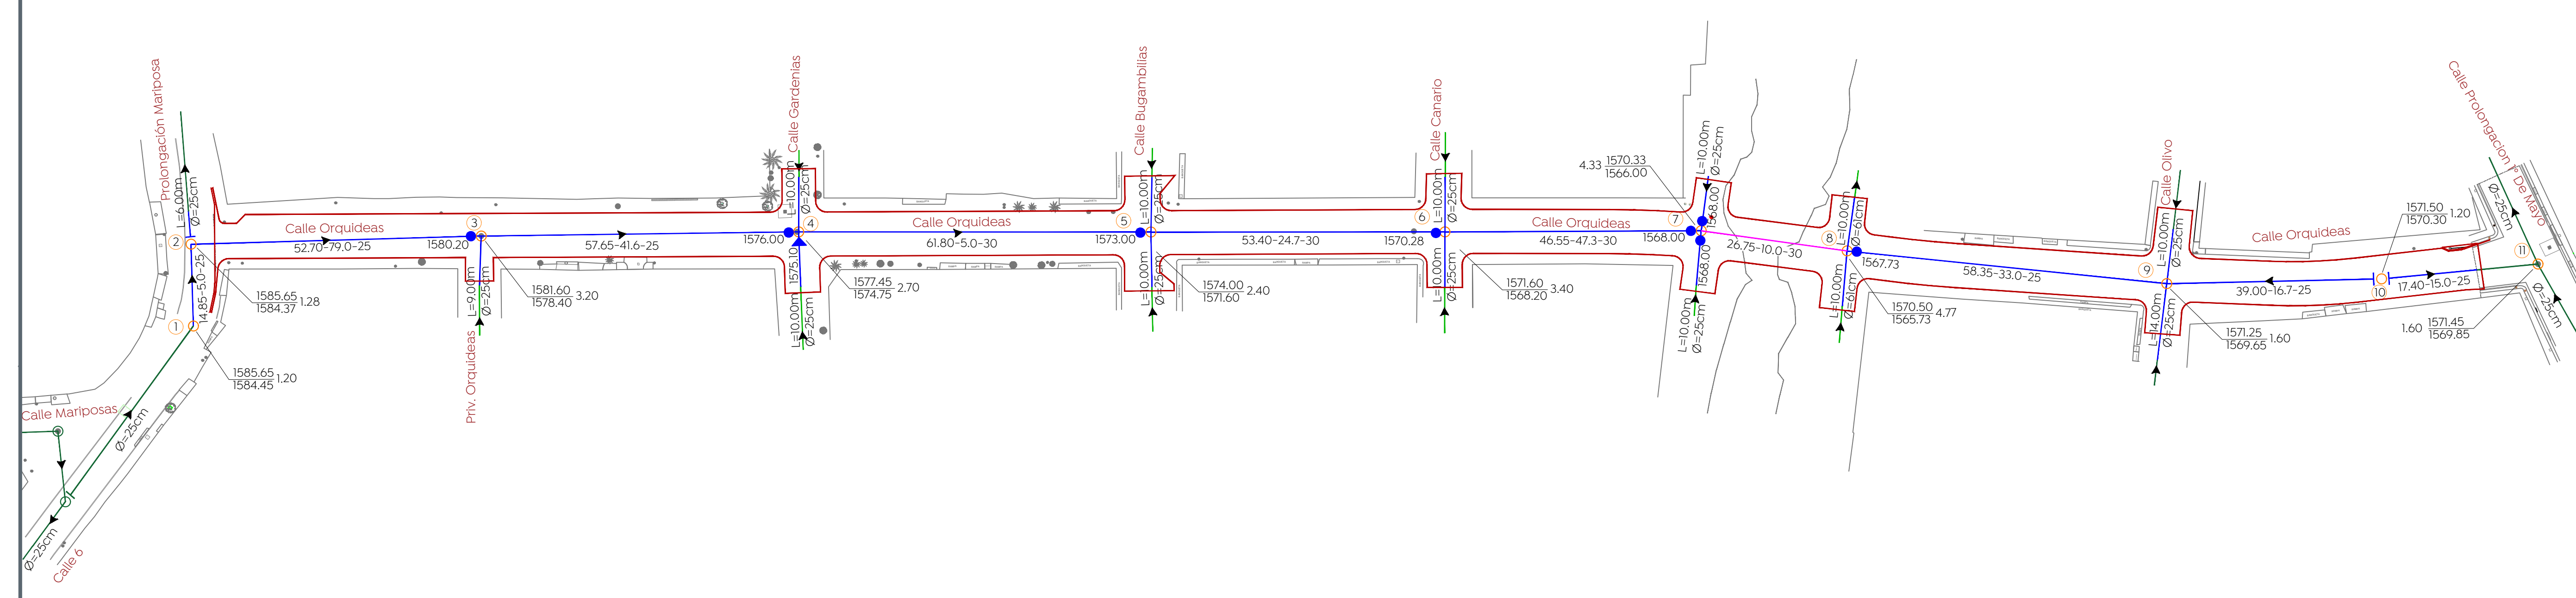 Prolongación Mariposa
L=6.00m
Ø=25cm
2
14.85-5.0-25
1
1585.65
1584.37
1.28
1585.65
1584.45
1.20
Calle Mariposas
Ø=25cm
Ø=25cm
Calle 6
Calle Orquideas
52.70-79.0-25
3
1580.20
L=9.00m
Ø=25cm
Priv. Orquideas
1581.60
1578.40
3.20
57.65-41.6-25
Calle Gardenias
L=10.00m
Ø=25cm
4
1576.00
1575.10
L=10.00m
Ø=25cm
1577.45
1574.75
2.70
Calle Orquideas
61.80-5.0-30
Calle Bugambilias
L=10.00m
Ø=25cm
5
1573.00
L=10.00m
Ø=25cm
1574.00
1571.60
2.40
53.40-24.7-30
Calle Canario
L=10.00m
Ø=25cm
6
1570.28
L=10.00m
Ø=25cm
1571.60
1568.20
3.40
Calle Orquideas
46.55-47.3-30
4.33
1570.33
1566.00
L=10.00m
Ø=25cm
7
1568.00
1568.00
1568.00
L=10.00m
Ø=25cm
26.75-10.0-30
L=10.00m
Ø=61cm
8
1567.73
L=10.00m
Ø=61cm
1570.50
1565.73
4.77
58.35-33.0-25
Calle Olivo
L=10.00m
Ø=25cm
9
L=14.00m
Ø=25cm
1571.25
1569.65
1.60
Calle Orquideas
39.00-16.7-25
10
1571.50
1570.30
1.20
17.40-15.0-25
Calle Prolongacion 1º De Mayo
Ø=25cm
11
Ø=25cm
1.60
1571.45
1569.85